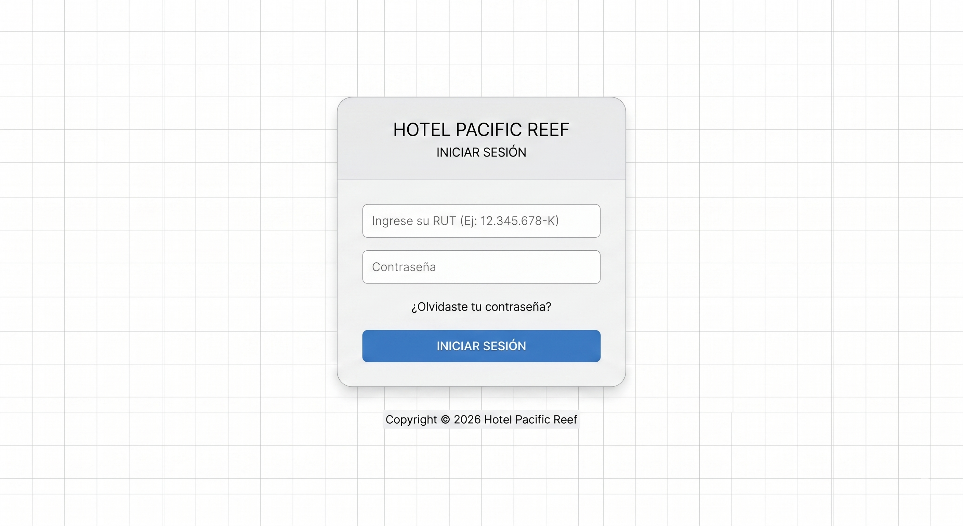 HOTEL PACIFIC REEF
INICIAR SESIÓN
Ingrese su RUT (Ej: 12.345.678-K)
Contraseña
¿Olvidaste tu contraseña?
INICIAR SESIÓN
Copyright © 2026 Hotel Pacific Reef